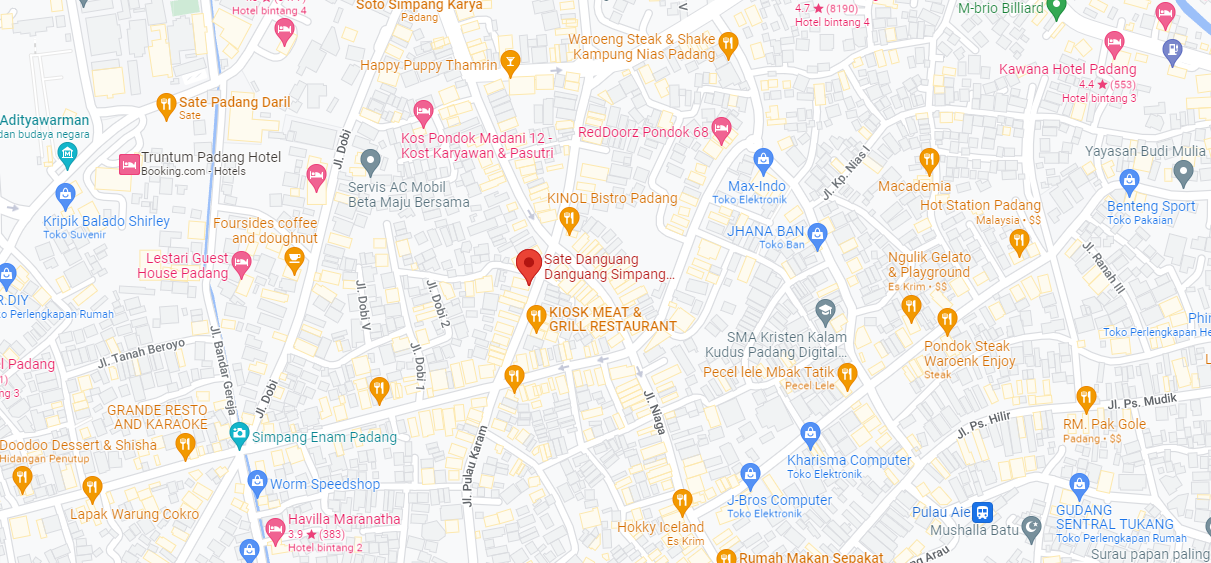 Hotel bintang 4
Soto Simpang Karya
Padang
4.7 ★ (8190)
Hotel bintang 4
M-brio Billiard
Waroeng Steak & Shake
Kampung Nias Padang
Happy Puppy Thamrin
Kawana Hotel Padang
4.4 ★ (553)
Hotel bintang 3
Sate Padang Daril
Sate
Adityawarman
dan budaya negara
Jl. Dobi
Kos Pondok Madani 12 -
Kost Karyawan & Pasutri
RedDoorz Pondok 68
Truntum Padang Hotel
Booking.com - Hotels
Servis AC Mobil
Beta Maju Bersama
Max-Indo
Toko Elektronik
Jl. Kp. Nias I
Macademia
Yayasan Budi Mulia
KINOL Bistro Padang
Kripik Balado Shirley
Toko Suvenir
Foursides coffee
and doughnut
JHANA BAN
Toko Ban
Hot Station Padang
Malaysia • $$
Benteng Sport
Toko Pakaian
Lestari Guest
House Padang
Sate Danguang
Danguang Simpang...
Ngulik Gelato
& Playground
Es Krim • $$
Jl. Ranah III
R.DIY
ko Perlengkapan Rumah
Jl. Dobi V
Jl. Dobi 2
KIOSK MEAT &
GRILL RESTAURANT
SMA Kristen Kalam
Kudus Padang Digital...
Phin
Toko Perlengkapan He
Jl. Tanah Beroyo
Jl. Bandar Gereja
Jl. Dobi 1
Pondok Steak
Waroenk Enjoy
Steak
el Padang
1)
ng 3
Pecel lele Mbak Tatik
Pecel Lele
Jl. Dobi
Jl. Niaga
GRANDE RESTO
AND KARAOKE
Jl. Ps. Hilir
Jl. Ps. Mudik
RM. Pak Gole
Padang • $$
Doodoo Dessert & Shisha
Hidangan Penutup
Simpang Enam Padang
Jl. Pulau Karam
Kharisma Computer
Toko Elektronik
Worm Speedshop
J-Bros Computer
Toko Elektronik
Lapak Warung Cokro
Havilla Maranatha
3.9 ★ (383)
Hotel bintang 2
Hokky Iceland
Es Krim
Pulau Aie
Mushalla Batu
GUDANG
SENTRAL TUKANG
Toko Perlengkapan Rumah
Rumah Makan Sepakat
ng Arau
Surau papan paling